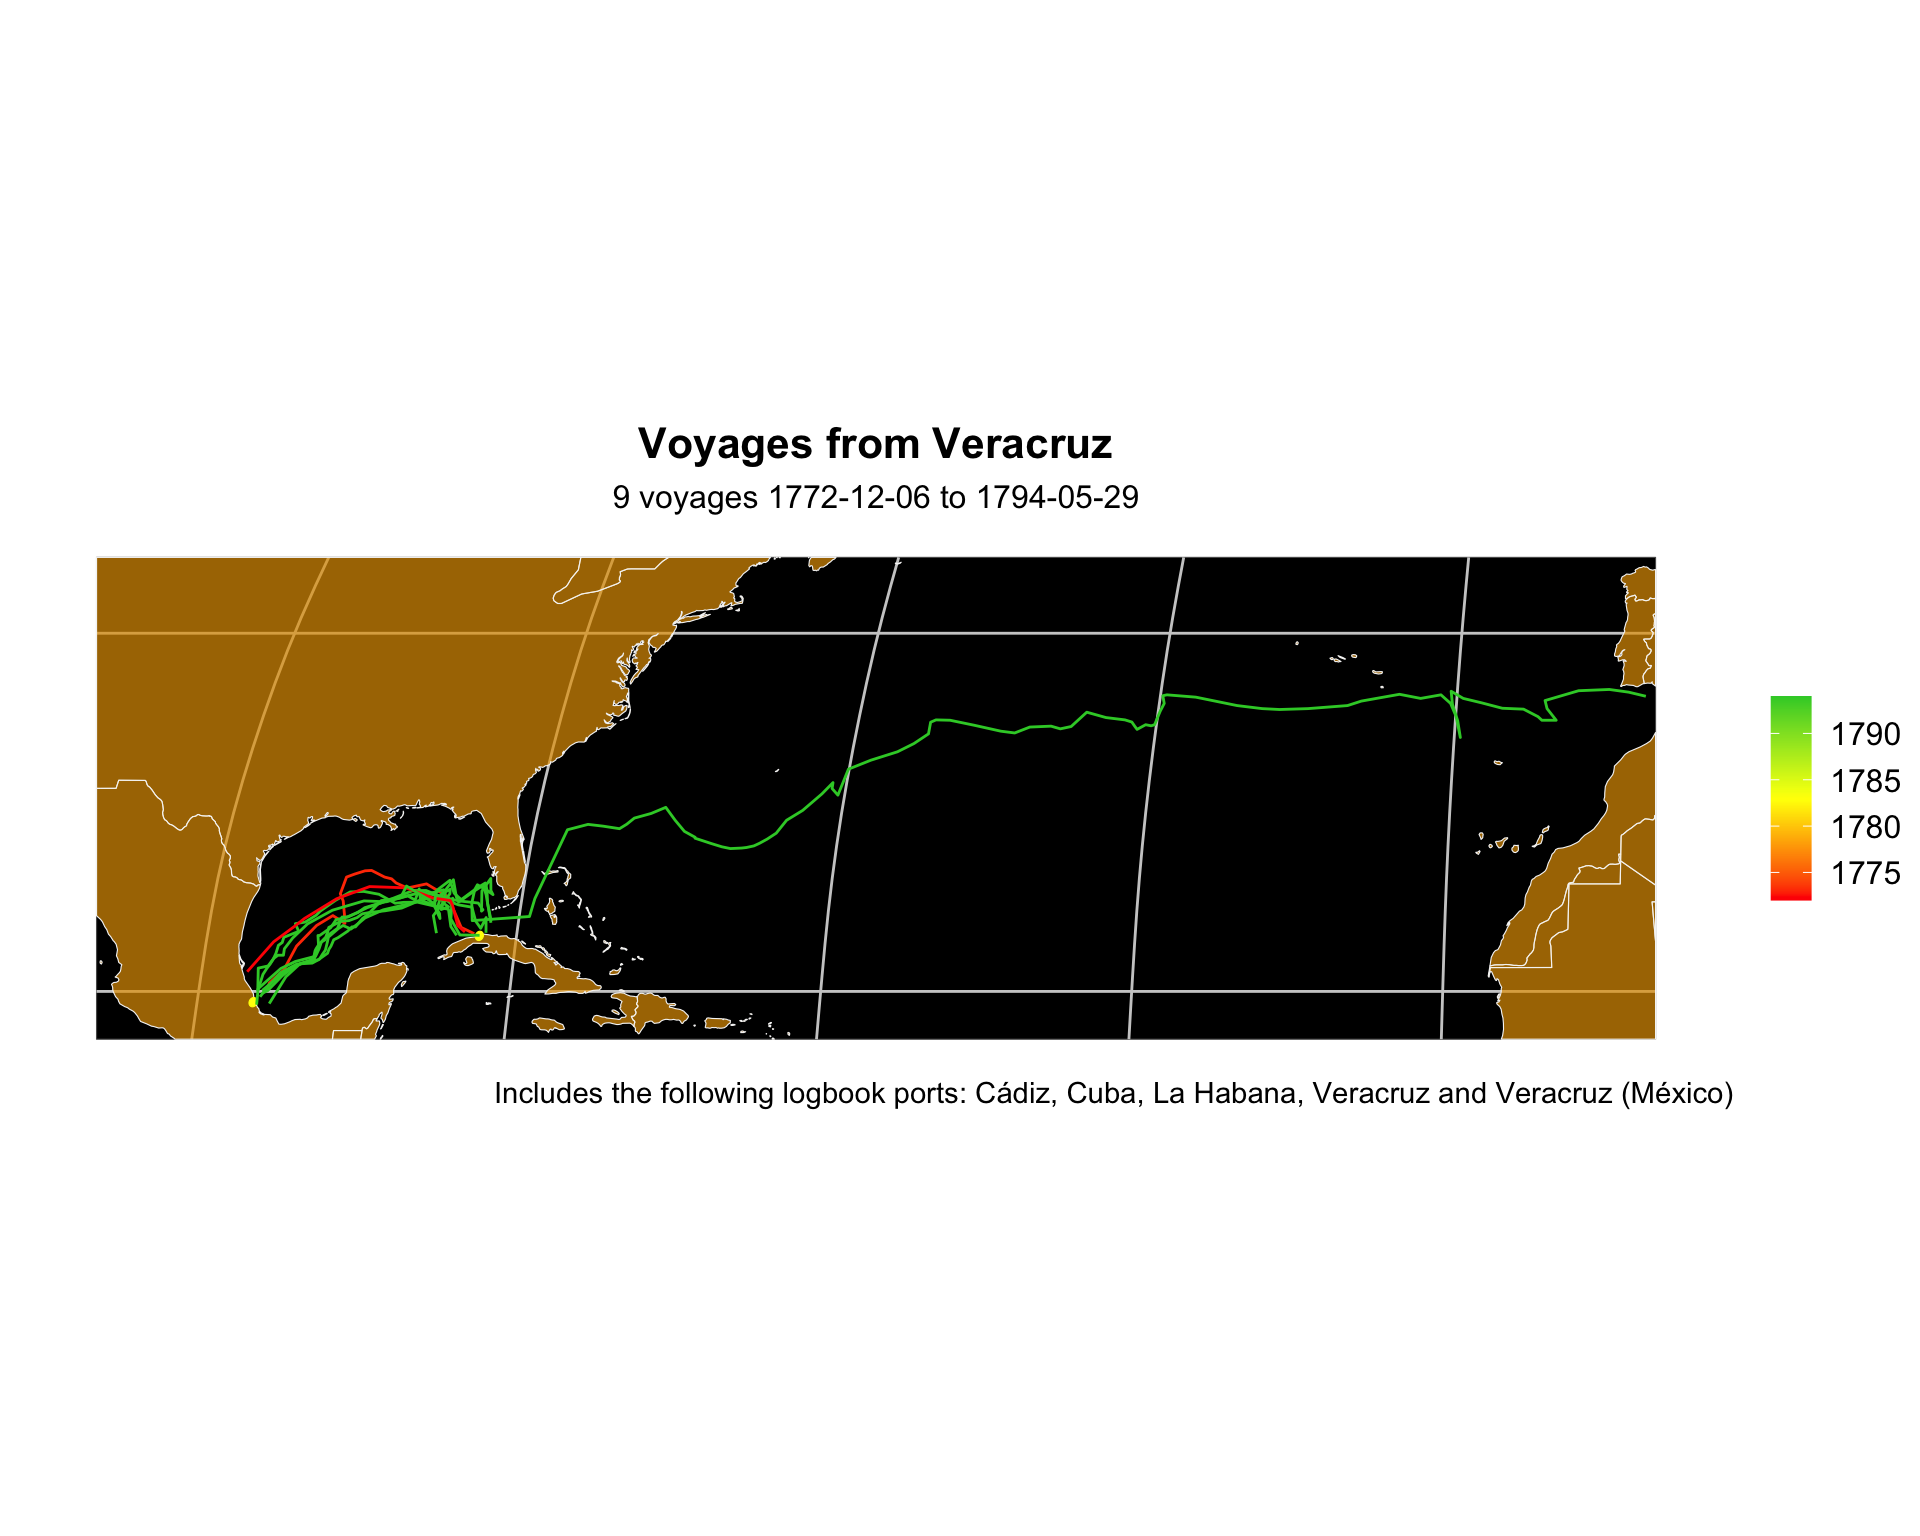 Voyages from Veracruz
9 voyages 1772-12-06 to 1794-05-29
1790
1785
1780
1775
Includes the following logbook ports: Cádiz, Cuba, La Habana, Veracruz and Veracruz (México)